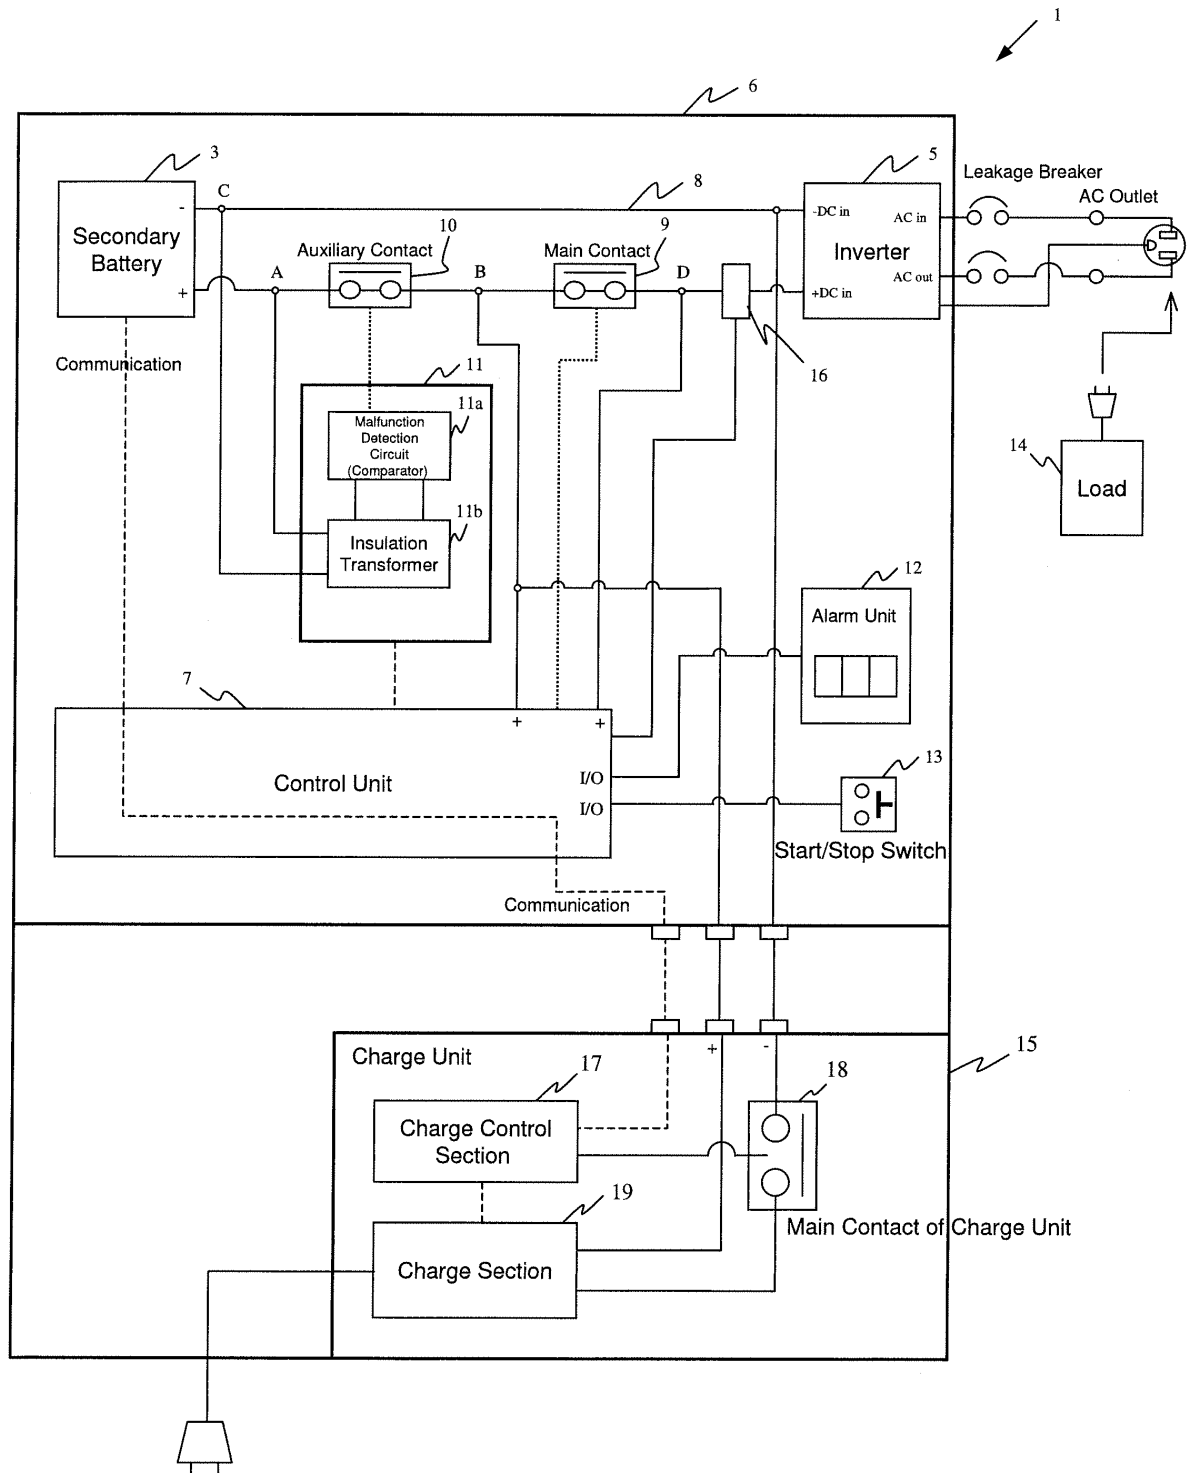 1
6
3
C
8
5
Leakage Breaker
AC Outlet
-
Secondary
Battery
+
-DC in
AC in
Inverter
AC out
+DC in
Auxiliary Contact
10
Main Contact
9
A
B
D
16
Communication
11
11a
Malfunction
Detection
Circuit
(Comparator)
11b
Insulation
Transformer
14
Load
12
Alarm Unit
7
+
+
Control Unit
I/O
I/O
13
Start/Stop Switch
Communication
15
Charge Unit
+
-
17
18
Charge Control
Section
19
Main Contact of Charge Unit
Charge Section